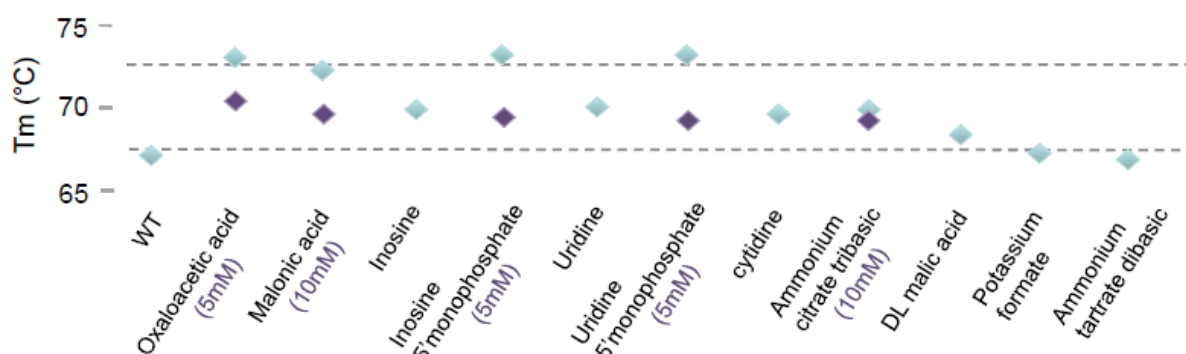 75
70
65
Tm (°C)
WT
Oxaloacetic acid
(5mM)
Malonic acid
(10mM)
Inosine
Inosine
5'monophosphate
(5mM)
Uridine
Uridine
5'monophosphate
(5mM)
cytidine
Ammonium
citrate tribasic
(10mM)
DL malic acid
Potassium
formate
Ammonium
tartrate dibasic